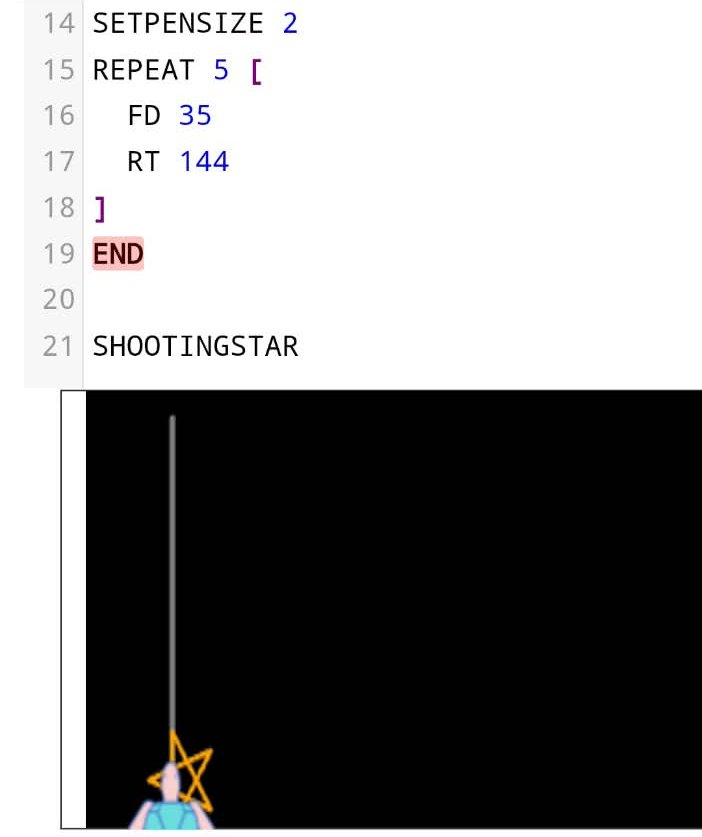 14 SETPENSIZE 2
15 REPEAT 5 [
16   FD 35
17   RT 144
18 ]
19 END
20
21 SHOOTINGSTAR